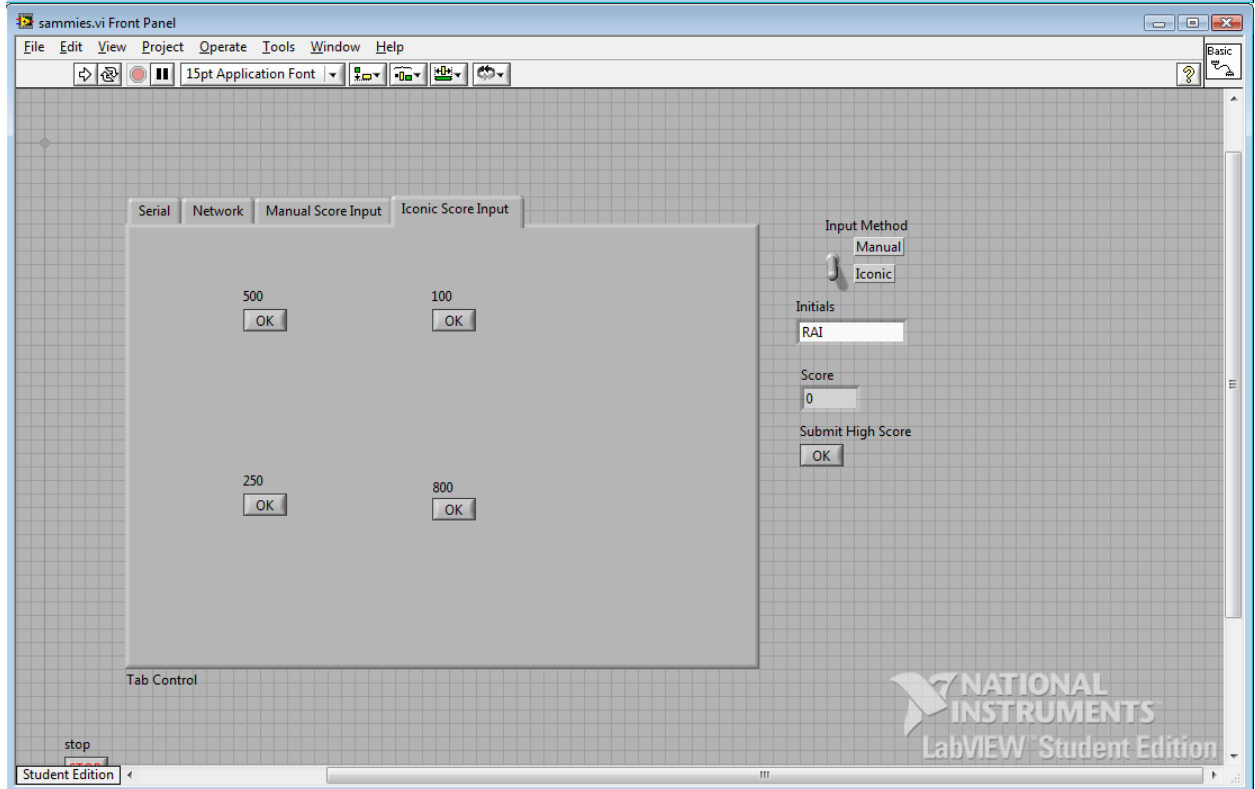 sammies.vi Front Panel
File Edit View Project Operate Tools Window Help
15pt Application Font
Basic
Serial Network Manual Score Input Iconic Score Input
Input Method
Manual
Iconic
500
OK
100
OK
Initials
RAI
Score
0
Submit High Score
OK
250
OK
800
OK
Tab Control
NATIONAL
INSTRUMENTS
LabVIEW™ Student Edition
stop
STOP
Student Edition